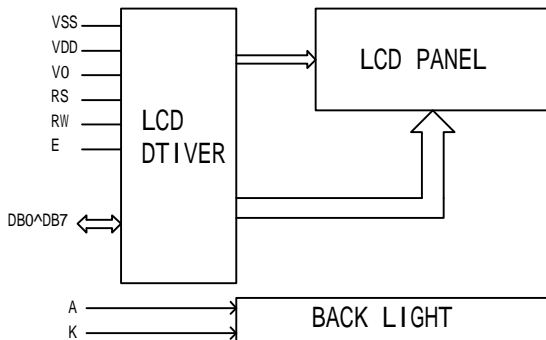 VSS
VDD
VO
RS
RW
E
DB0^DB7
LCD
DTIVER
LCD PANEL
A
K
BACK LIGHT